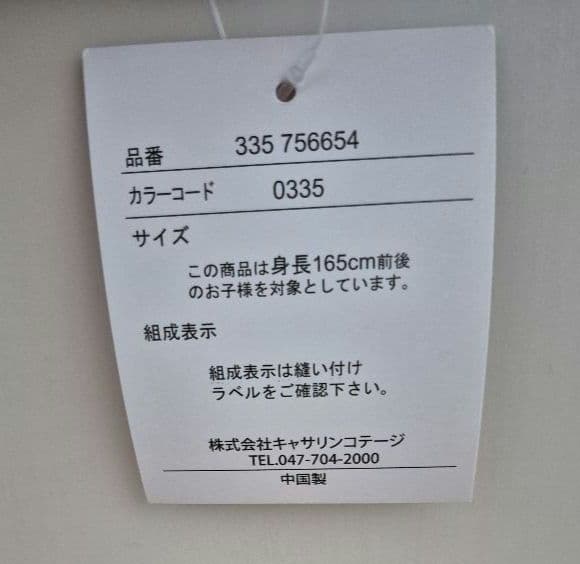 品番 335 756654
カラーコード 0335
サイズ
この商品は身長165cm前後
のお子様を対象としています。
組成表示
組成表示は縫い付け
ラベルをご確認下さい。
株式会社キャサリンコテージ
TEL.047-704-2000
中国製